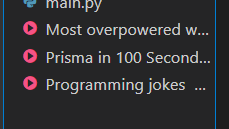 main.py
Most overpowered w...
Prisma in 100 Second...
Programming jokes ...